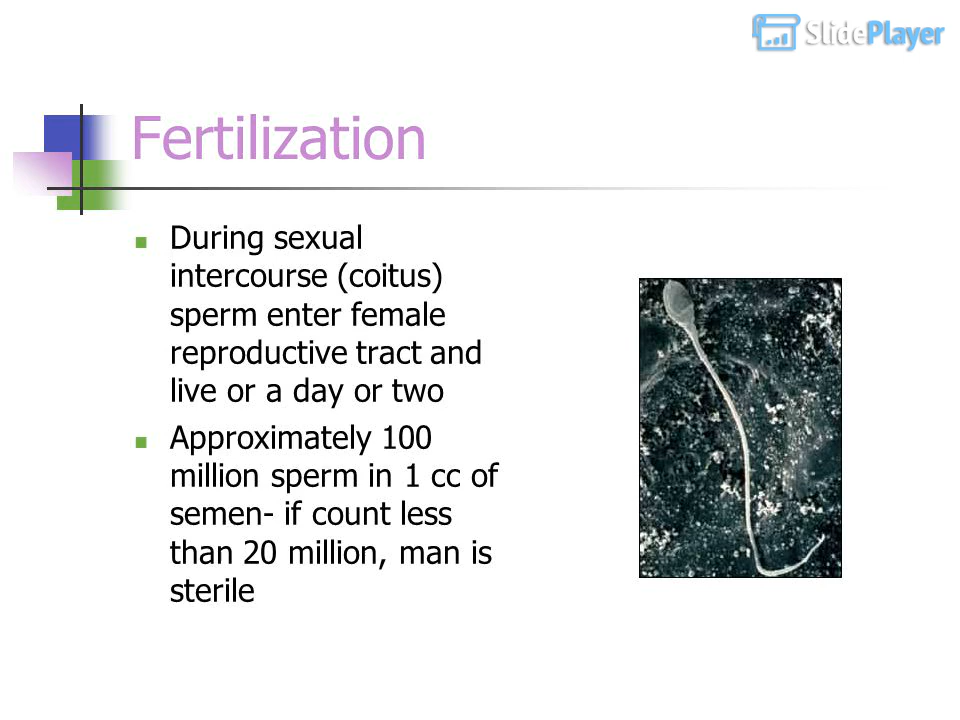 SlidePlayer
Fertilization
During sexual
intercourse (coitus)
sperm enter female
reproductive tract and
live or a day or two
Approximately 100
million sperm in 1 cc of
semen- if count less
than 20 million, man is
sterile